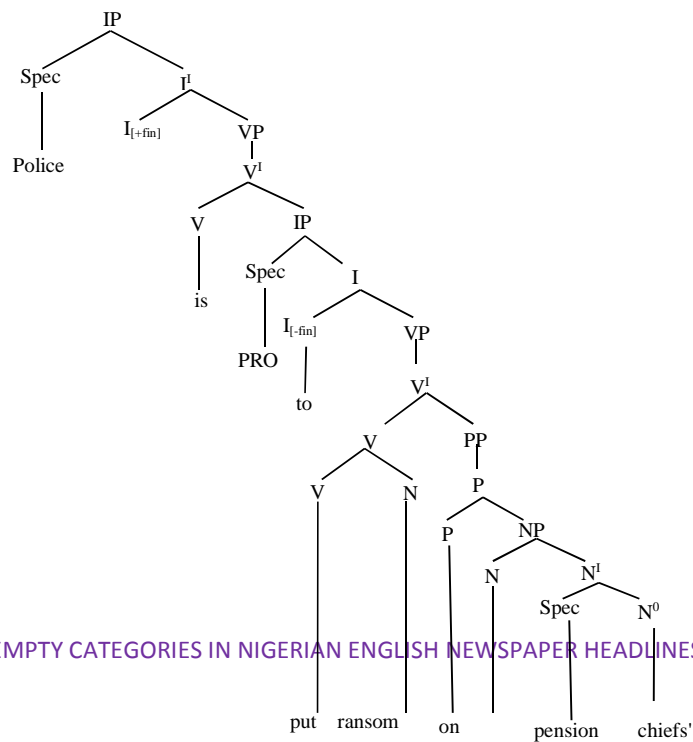 IP
Spec
I^I
I[+fin]
VP
Police
V^I
V
IP
Spec
I
is
I[-fin]
VP
PRO
to
V^I
V
PP
V
N
P
P
NP
N
N^I
Spec
N^0
EMPTY CATEGORIES IN NIGERIAN ENGLISH NEWSPAPER HEADLINES
put ransom on pension chiefs'